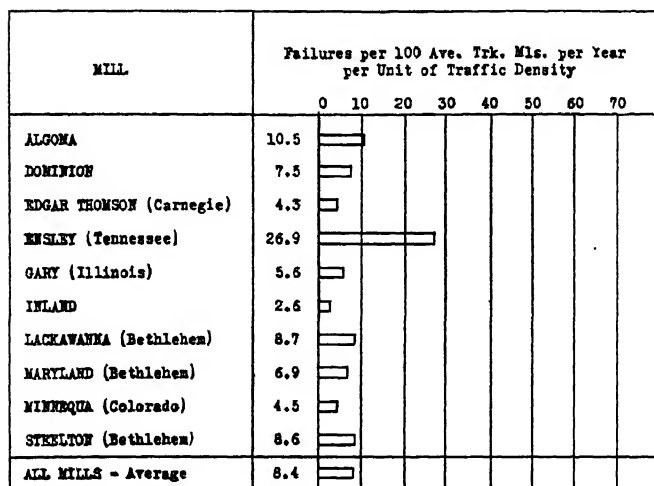 MILL
Failures per 100 Ave. Trk. Mls. per Year
per Unit of Traffic Density
0 10 20 30 40 50 60 70
ALGOMA 10.5
DOMINION 7.5
EDGAR THOMSON (Carnegie) 4.3
ENSLEY (Tennessee) 26.9
GARY (Illinois) 5.6
INLAND 2.6
LACKAWANNA (Bethlehem) 8.7
MARYLAND (Bethlehem) 6.9
MINNEQUA (Colorado) 4.5
STEELTON (Bethlehem) 8.6
ALL MILLS - Average 8.4